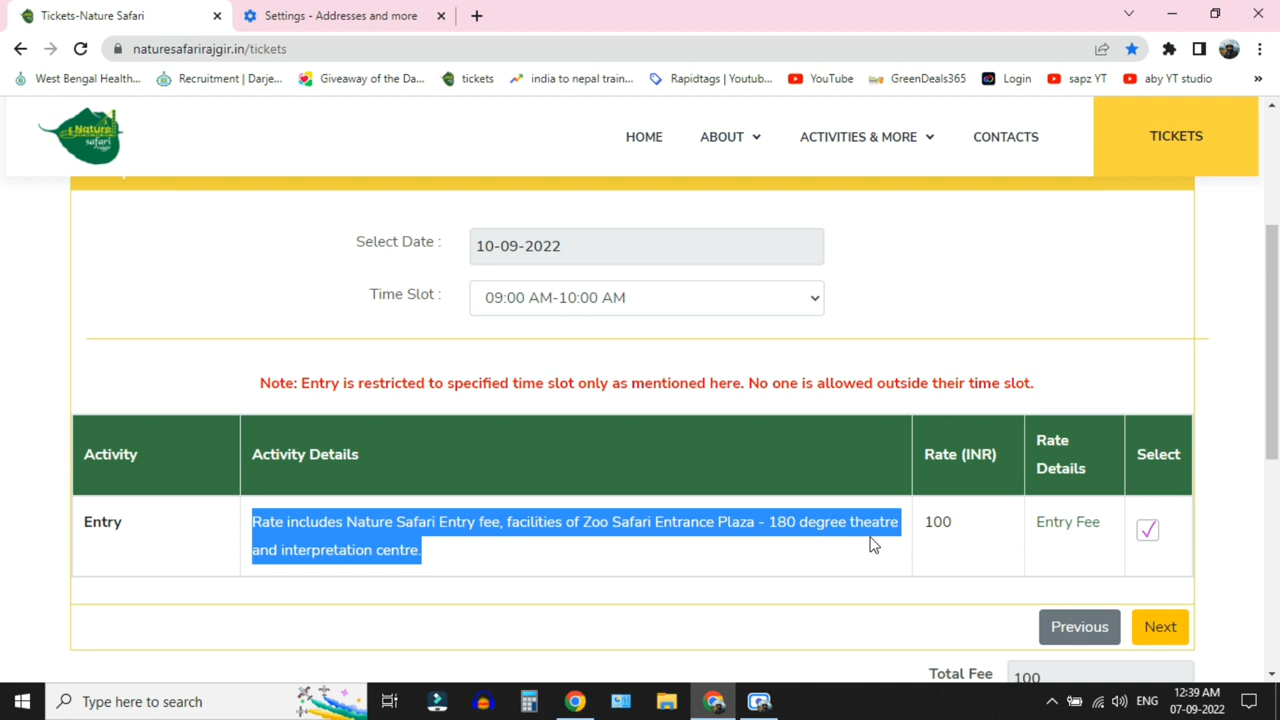 Tickets-Nature Safari
Settings - Addresses and more
naturesafarirajgir.in/tickets
West Bengal Health...
Recruitment | Darje...
Giveaway of the Da...
tickets
india to nepal train...
Rapidtags | Youtub...
YouTube
GreenDeals365
Login
sapz YT
aby YT studio
»
Nature
safari
HOME
ABOUT
ACTIVITIES & MORE
CONTACTS
TICKETS
Select Date :
10-09-2022
Time Slot :
09:00 AM-10:00 AM
Note: Entry is restricted to specified time slot only as mentioned here. No one is allowed outside their time slot.
Activity
Activity Details
Rate (INR)
Rate
Details
Select
Entry
Rate includes Nature Safari Entry fee, facilities of Zoo Safari Entrance Plaza - 180 degree theatre
and interpretation centre.
100
Entry Fee
Previous
Next
Total Fee
100
Type here to search
ENG
12:39 AM
07-09-2022